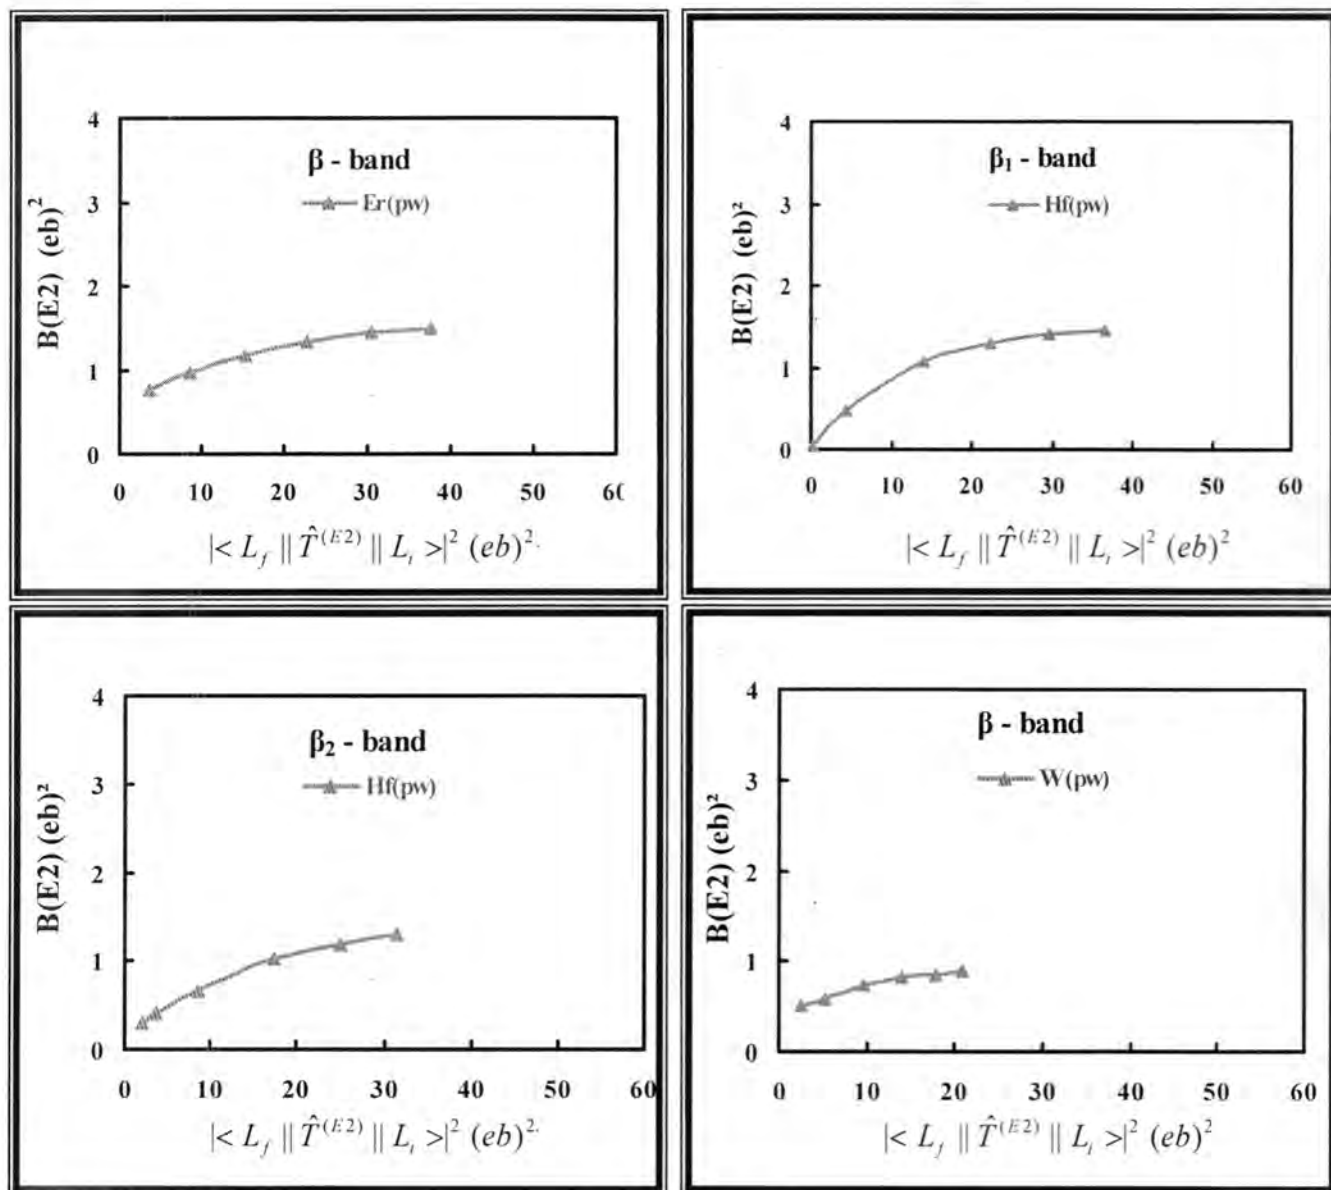 β - band
Er(pw)
B(E2) (eb)²
4
3
2
1
0
0 10 20 30 40 50 60
|< L_f || T̂^(E2) || L_i >|² (eb)²
β₁ - band
Hf(pw)
B(E2) (eb)²
4
3
2
1
0
0 10 20 30 40 50 60
|< L_f || T̂^(E2) || L_i >|² (eb)²
β₂ - band
Hf(pw)
B(E2) (eb)²
4
3
2
1
0
0 10 20 30 40 50 60
|< L_f || T̂^(E2) || L_i >|² (eb)²
β - band
W(pw)
B(E2) (eb)²
4
3
2
1
0
0 10 20 30 40 50 60
|< L_f || T̂^(E2) || L_i >|² (eb)²